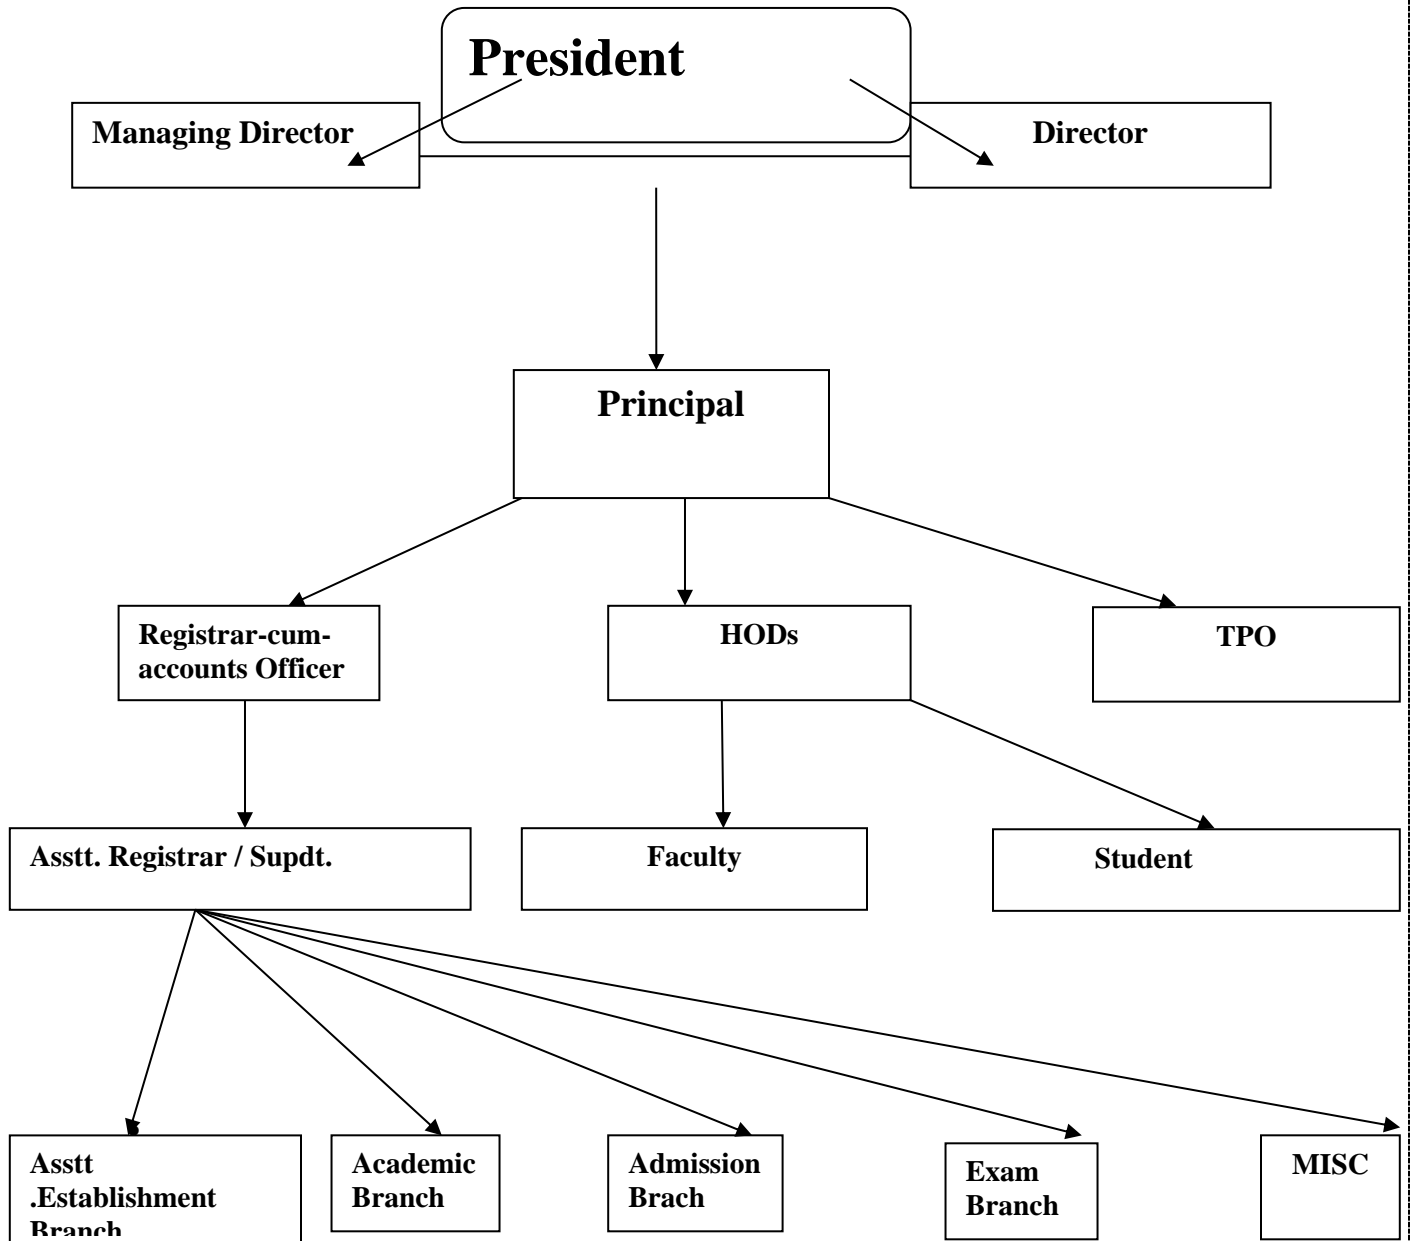 President
Managing Director
Director
Principal
Registrar-cum-
accounts Officer
HODs
TPO
Asstt. Registrar / Supdt.
Faculty
Student
Asstt
.Establishment
Branch
Academic
Branch
Admission
Brach
Exam
Branch
MISC